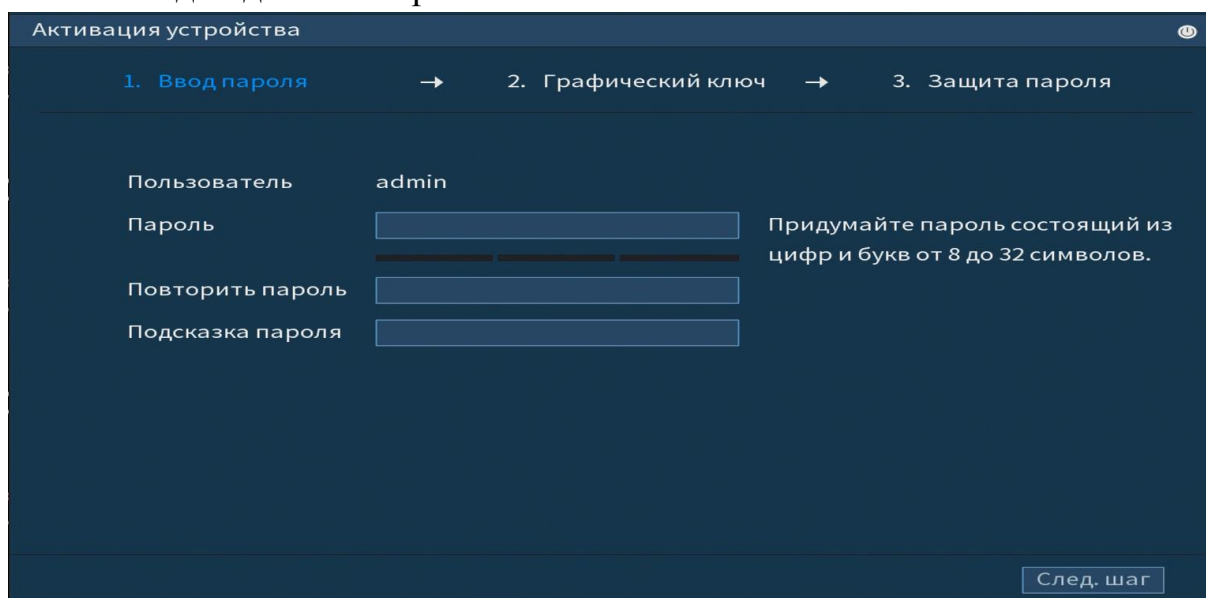 Активация устройства
1. Ввод пароля → 2. Графический ключ → 3. Защита пароля
Пользователь admin
Пароль Придумайте пароль состоящий из
цифр и букв от 8 до 32 символов.
Повторить пароль
Подсказка пароля
След. шаг